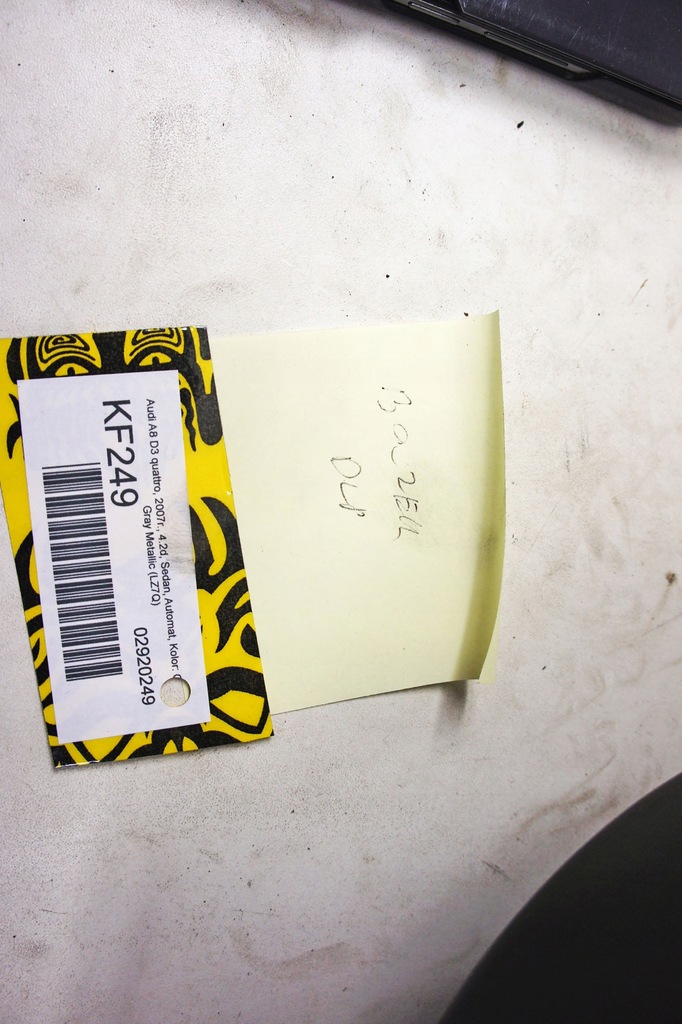 Audi A8 D3 quattro, 2007r., 4.2d, Sedan, Automat, Kolor:
Gray Metallic (LZ7Q)
KF249
02920249